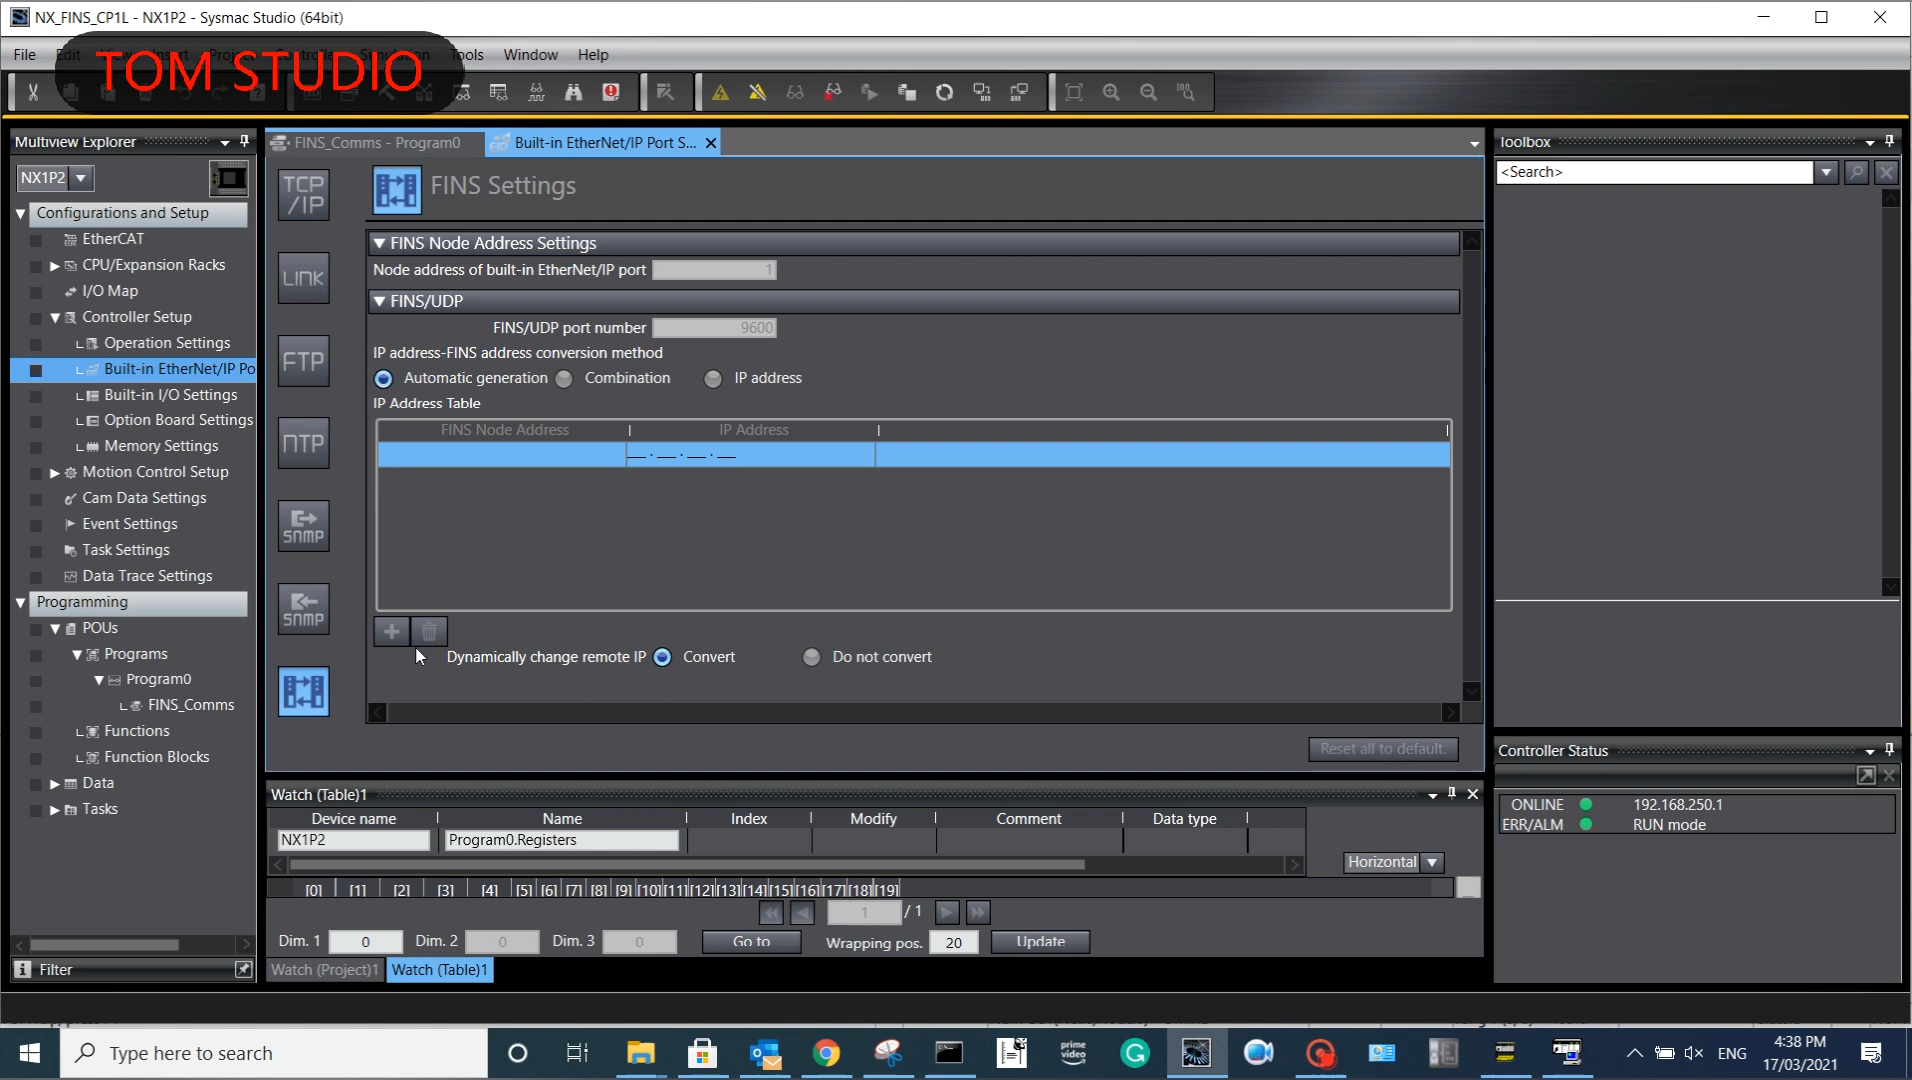 NX_FINS_CP1L - NX1P2 - Sysmac Studio (64bit)
File Tools Window Help
TOM STUDIO
Multiview Explorer
FINS_Comms - Program0
Built-in EtherNet/IP Port S...
Toolbox
NX1P2
TCP/IP
FINS Settings
<Search>
Configurations and Setup
EtherCAT
CPU/Expansion Racks
I/O Map
Controller Setup
Operation Settings
Built-in EtherNet/IP Po
Built-in I/O Settings
Option Board Settings
Memory Settings
Motion Control Setup
Cam Data Settings
Event Settings
Task Settings
Data Trace Settings
Programming
POUs
Programs
Program0
FINS_Comms
Functions
Function Blocks
Data
Tasks
Filter
LINK
FTP
NTP
SNMP
SNMP
FINS Node Address Settings
Node address of built-in EtherNet/IP port 1
FINS/UDP
FINS/UDP port number 9600
IP address-FINS address conversion method
Automatic generation Combination IP address
IP Address Table
FINS Node Address IP Address
Dynamically change remote IP Convert Do not convert
Reset all to default.
Watch (Table)1
Device name Name Index Modify Comment Data type
NX1P2 Program0.Registers
Horizontal
[0] [1] [2] [3] [4] [5] [6] [7] [8] [9] [10] [11] [12] [13] [14] [15] [16] [17] [18] [19]
1 / 1
Dim. 1 0 Dim. 2 0 Dim. 3 0 Go to Wrapping pos. 20 Update
Watch (Project)1 Watch (Table)1
Controller Status
ONLINE 192.168.250.1
ERR/ALM RUN mode
Type here to search
prime video
ENG
4:38 PM
17/03/2021